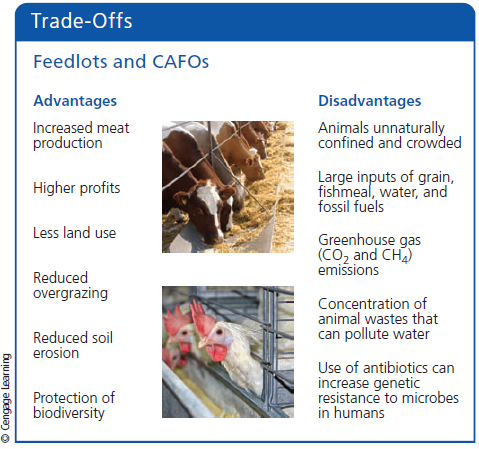 Trade-Offs
Feedlots and CAFOs
Advantages
Increased meat
production
Higher profits
Less land use
Reduced
overgrazing
Reduced soil
erosion
Protection of
biodiversity
Disadvantages
Animals unnaturally
confined and crowded
Large inputs of grain,
fishmeal, water, and
fossil fuels
Greenhouse gas
(CO₂ and CH₄)
emissions
Concentration of
animal wastes that
can pollute water
Use of antibiotics can
increase genetic
resistance to microbes
in humans
© Cengage Learning